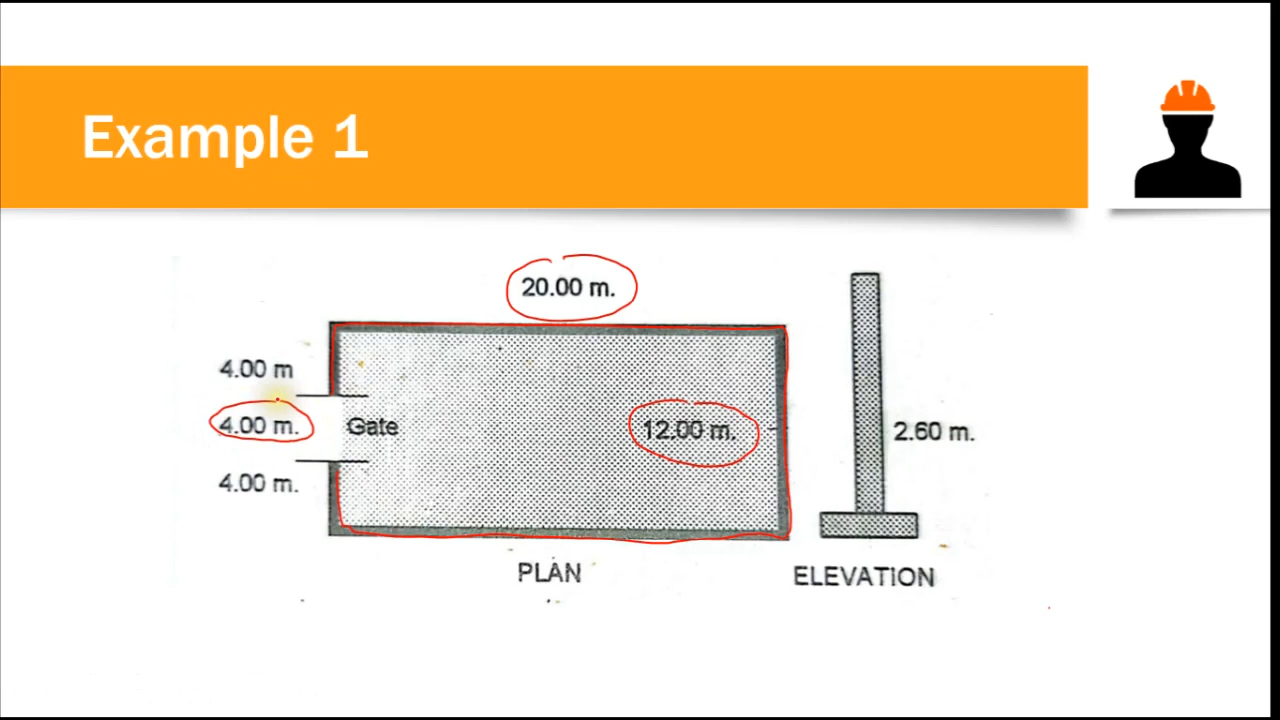 Example 1
20.00 m.
4.00 m
4.00 m.
Gate
12.00 m.
2.60 m.
4.00 m.
PLAN
ELEVATION